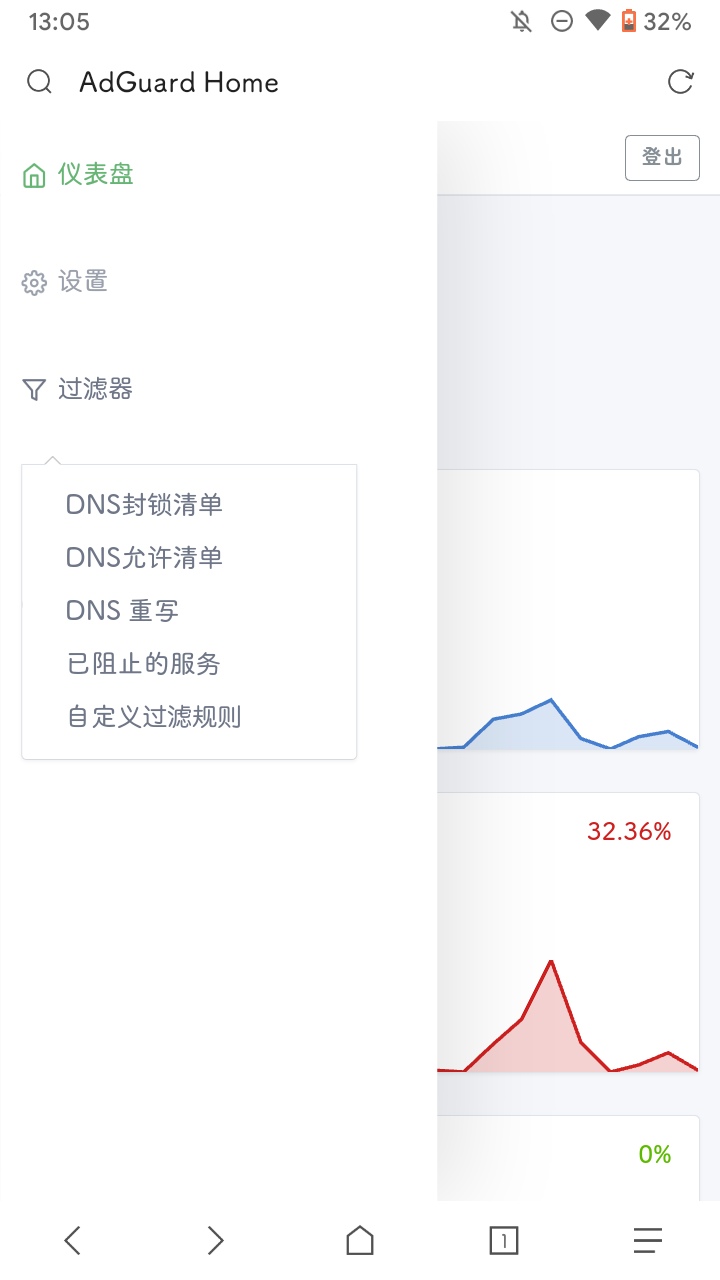 13:05
32%
AdGuard Home
仪表盘
登出
设置
过滤器
DNS封锁清单
DNS允许清单
DNS 重写
已阻止的服务
自定义过滤规则
32.36%
0%
1